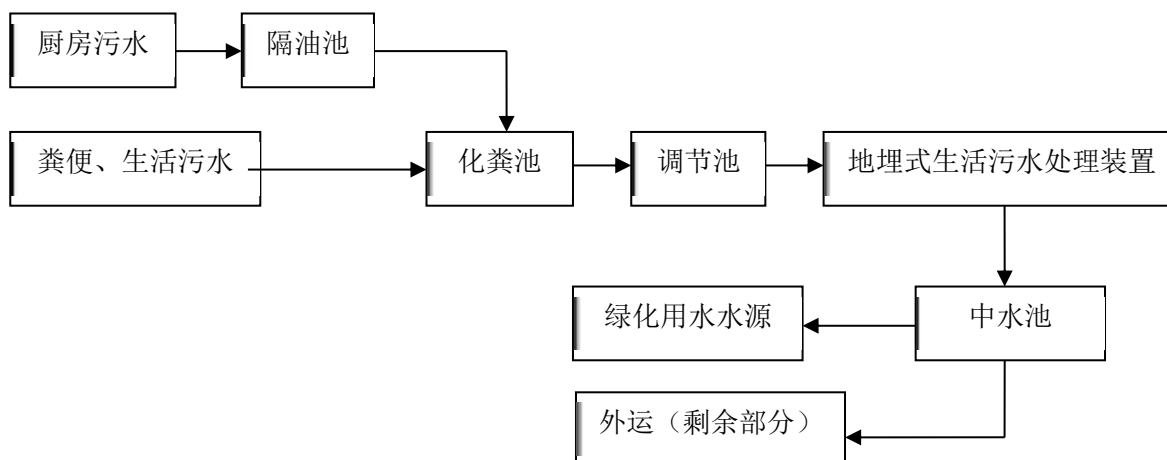 厨房污水
隔油池
粪便、生活污水
化粪池
调节池
地埋式生活污水处理装置
绿化用水水源
中水池
外运（剩余部分）